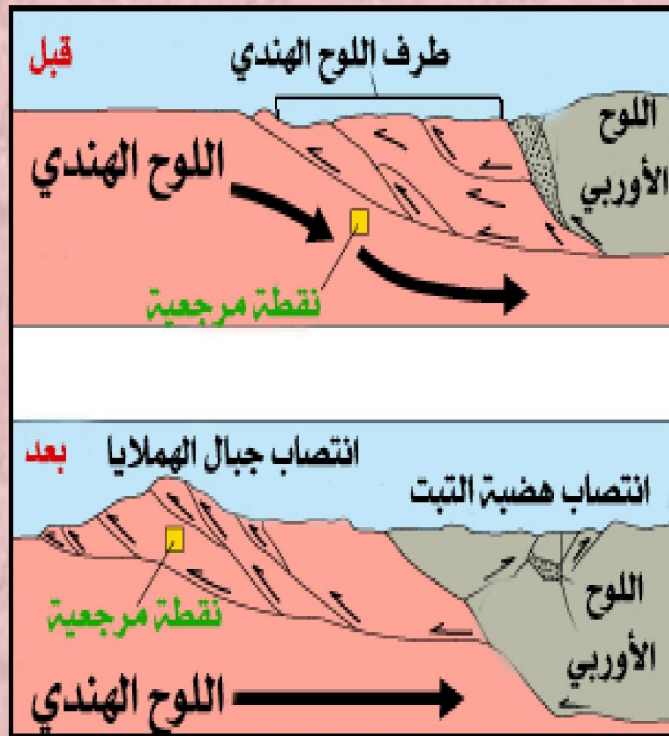 قبل
طرف اللوح الهندي
اللوح
الأوربي
اللوح الهندي
نقطة مرجعية
بعد
انتصاب جبال الهملايا
انتصاب هضبة التبت
اللوح
الأوربي
نقطة مرجعية
اللوح الهندي